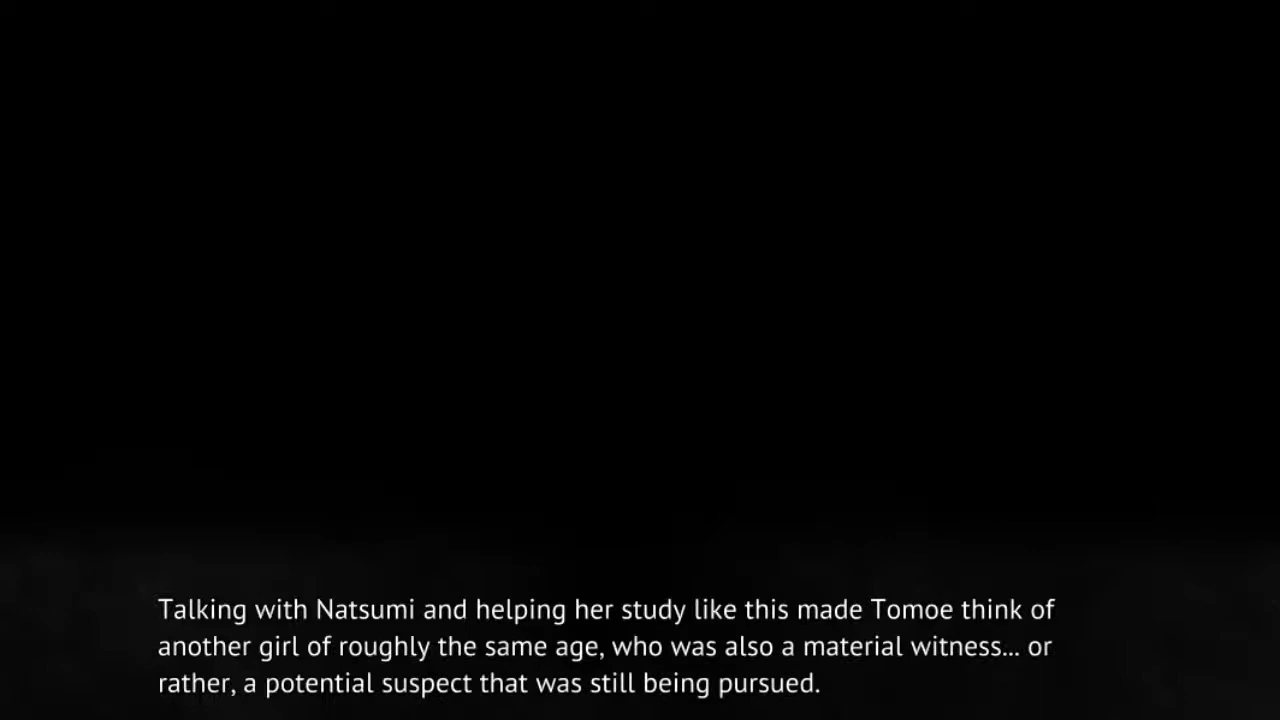 Talking with Natsumi and helping her study like this made Tomoe think of
another girl of roughly the same age, who was also a material witness... or
rather, a potential suspect that was still being pursued.